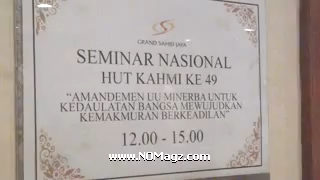 GRAND SAHID JAYA
SEMINAR NASIONAL
HUT KAHMI KE 49
"AMANDEMEN UU MINERBA UNTUK
KEDAULATAN BANGSA MEWUJUDKAN
KEMAKMURAN BERKEADILAN"
12.00 - 15.00
www.N0Magz.com